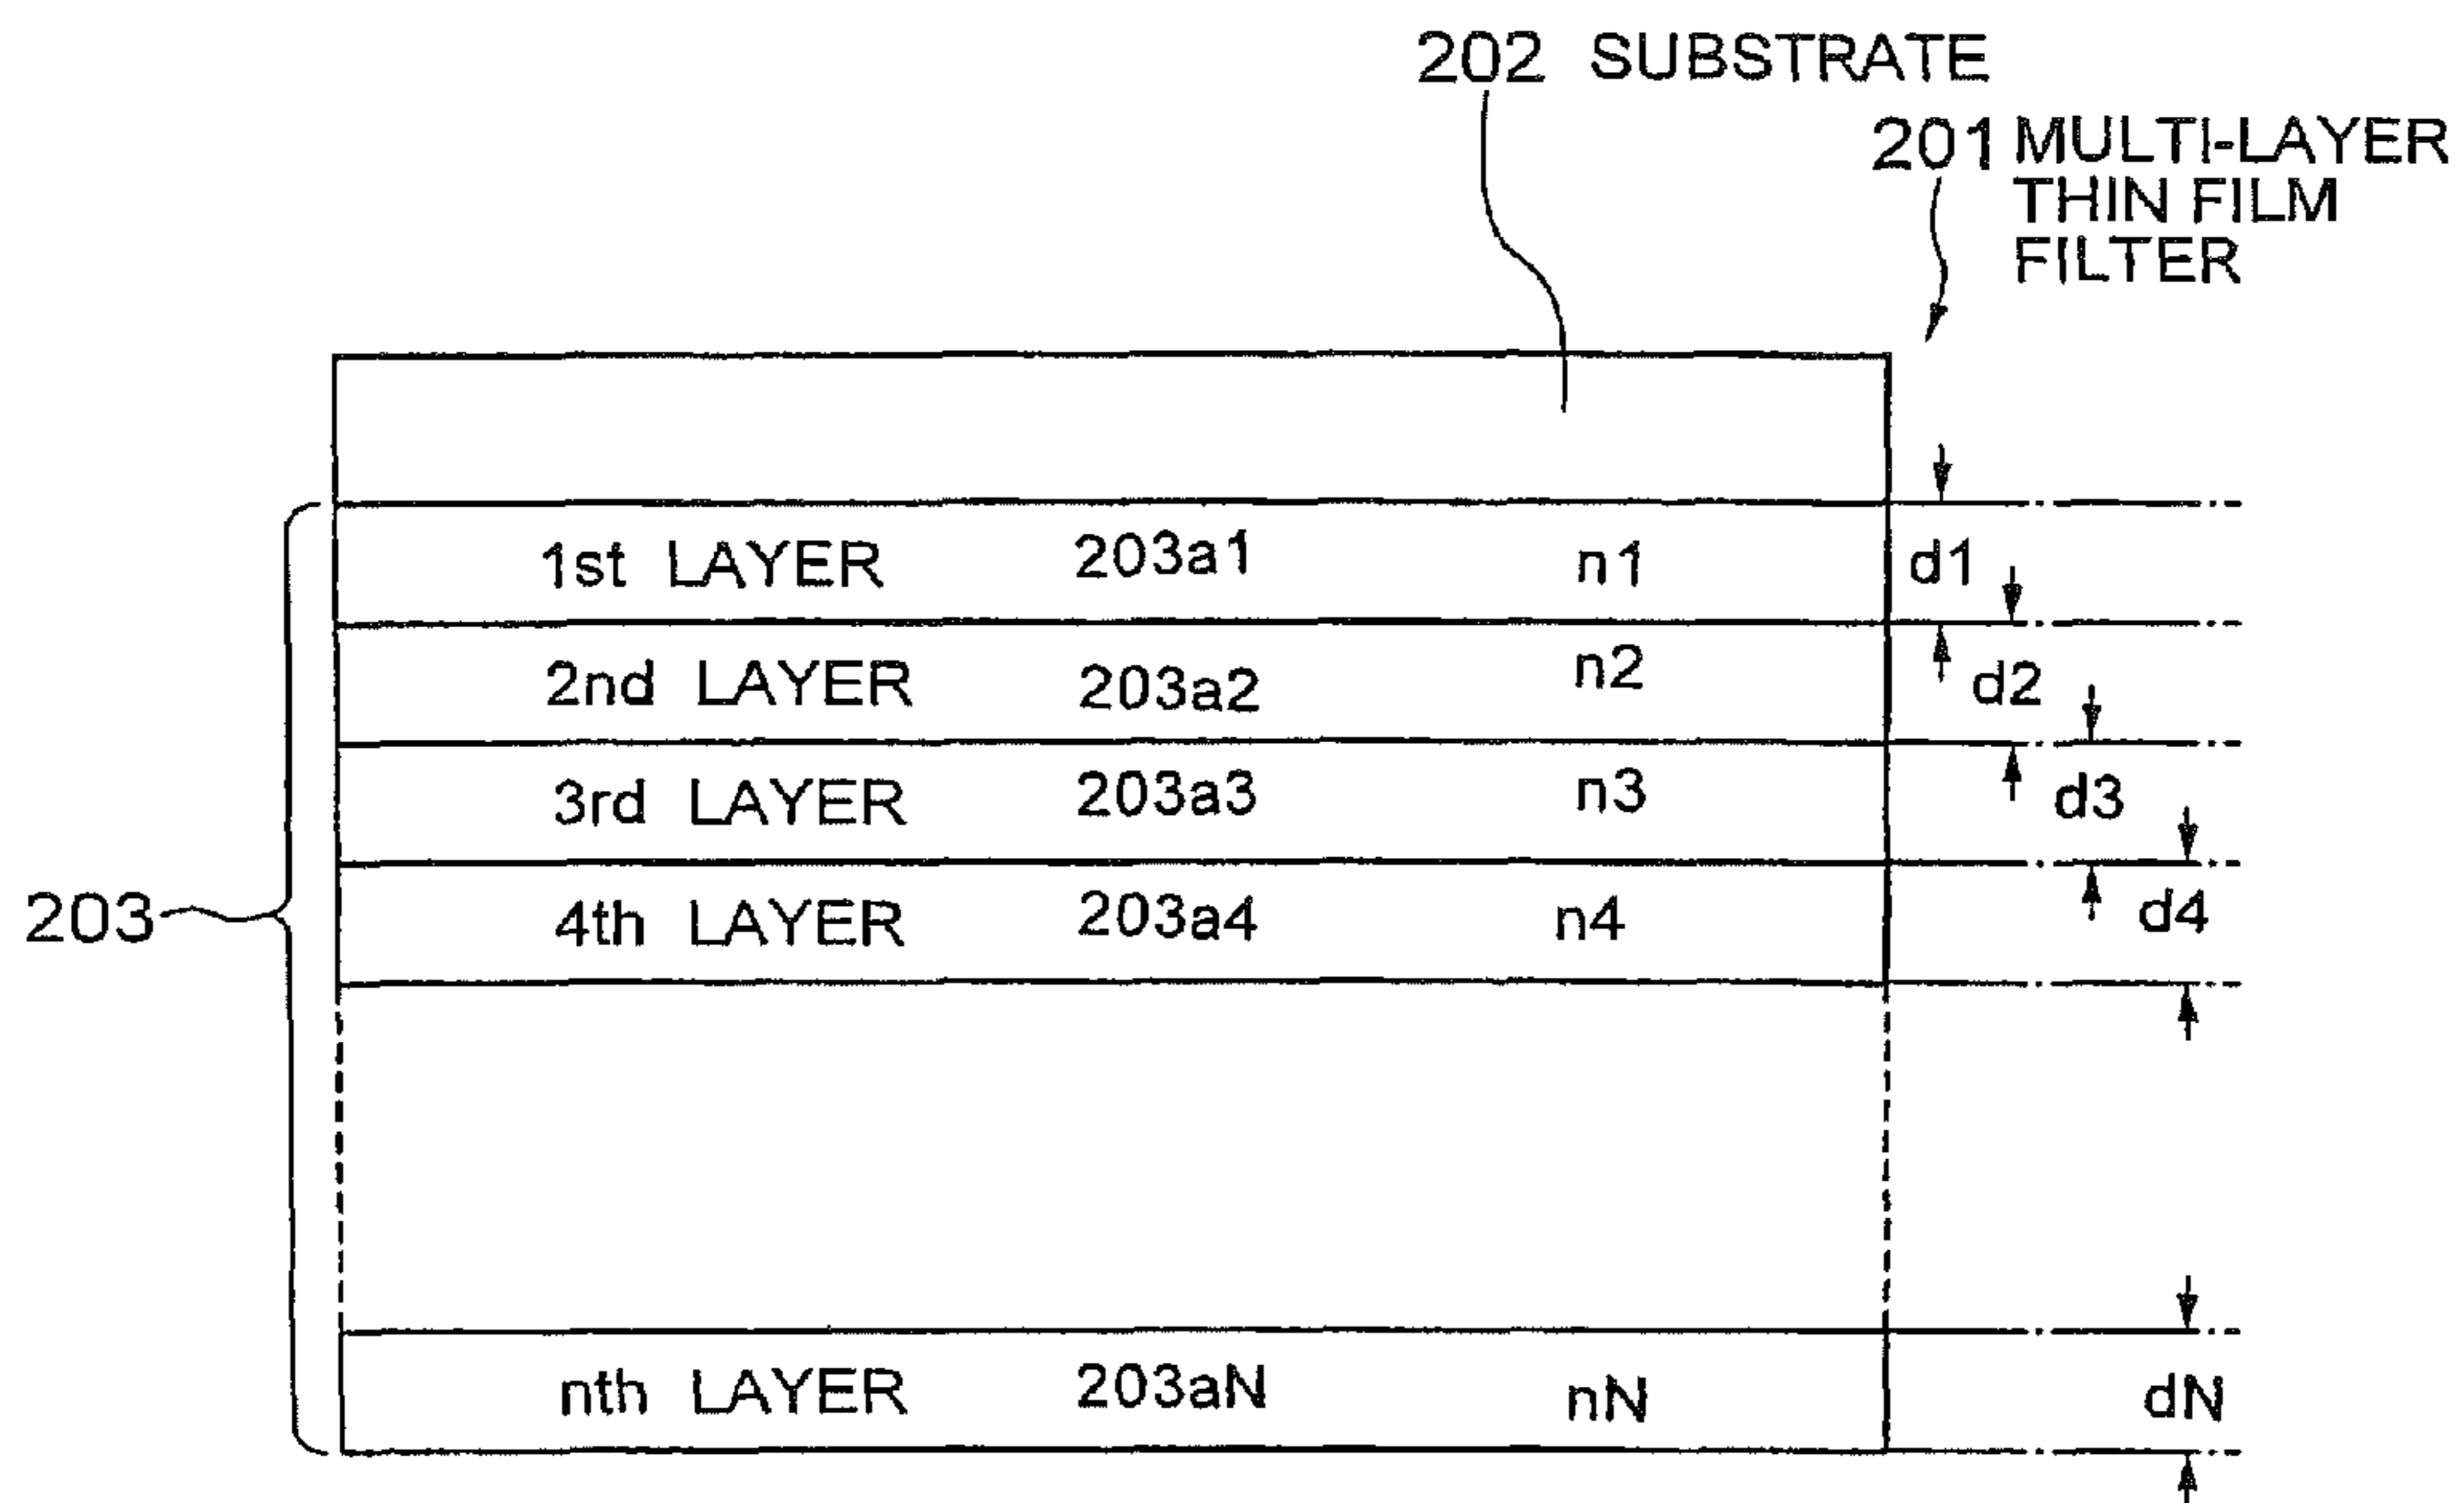 202 SUBSTRATE
201 MULTI-LAYER
THIN FILM
FILTER
1st LAYER 203a1 n1 d1
2nd LAYER 203a2 n2 d2
3rd LAYER 203a3 n3 d3
203
4th LAYER 203a4 n4 d4
nth LAYER 203aN nN dN